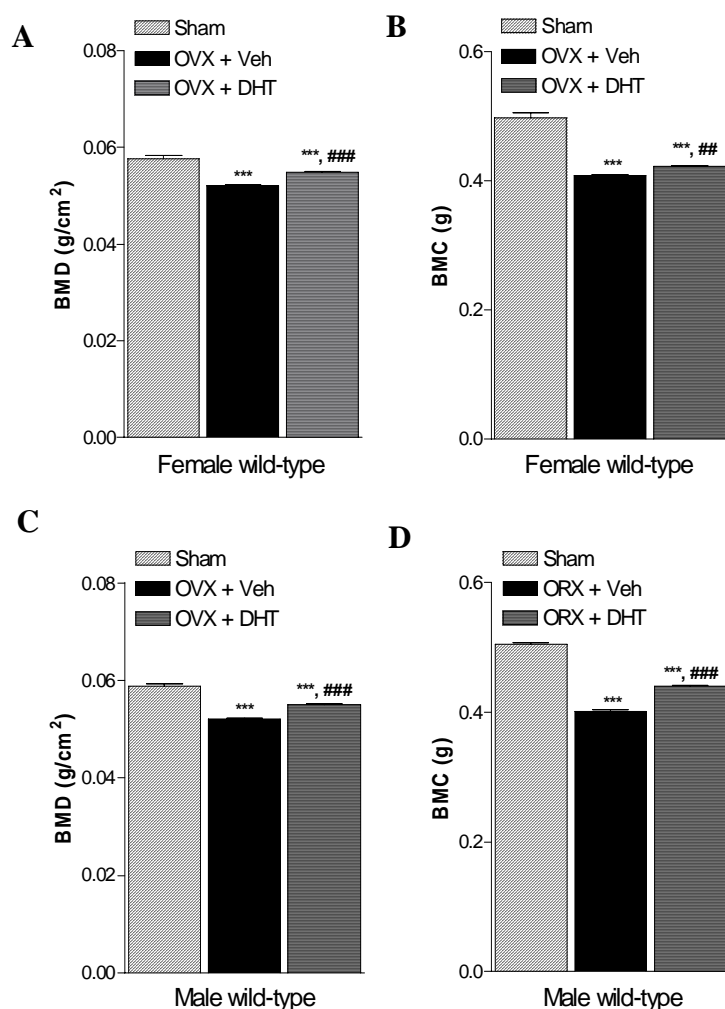 A
Sham
OVX + Veh
OVX + DHT
0.08
0.06
0.04
0.02
0.00
BMD (g/cm²)
***
***, ###
Female wild-type
B
Sham
OVX + Veh
OVX + DHT
0.6
0.4
0.2
0.0
BMC (g)
***
***, ##
Female wild-type
C
Sham
OVX + Veh
OVX + DHT
0.08
0.06
0.04
0.02
0.00
BMD (g/cm²)
***
***, ###
Male wild-type
D
Sham
ORX + Veh
ORX + DHT
0.6
0.4
0.2
0.0
BMC (g)
***
***, ###
Male wild-type